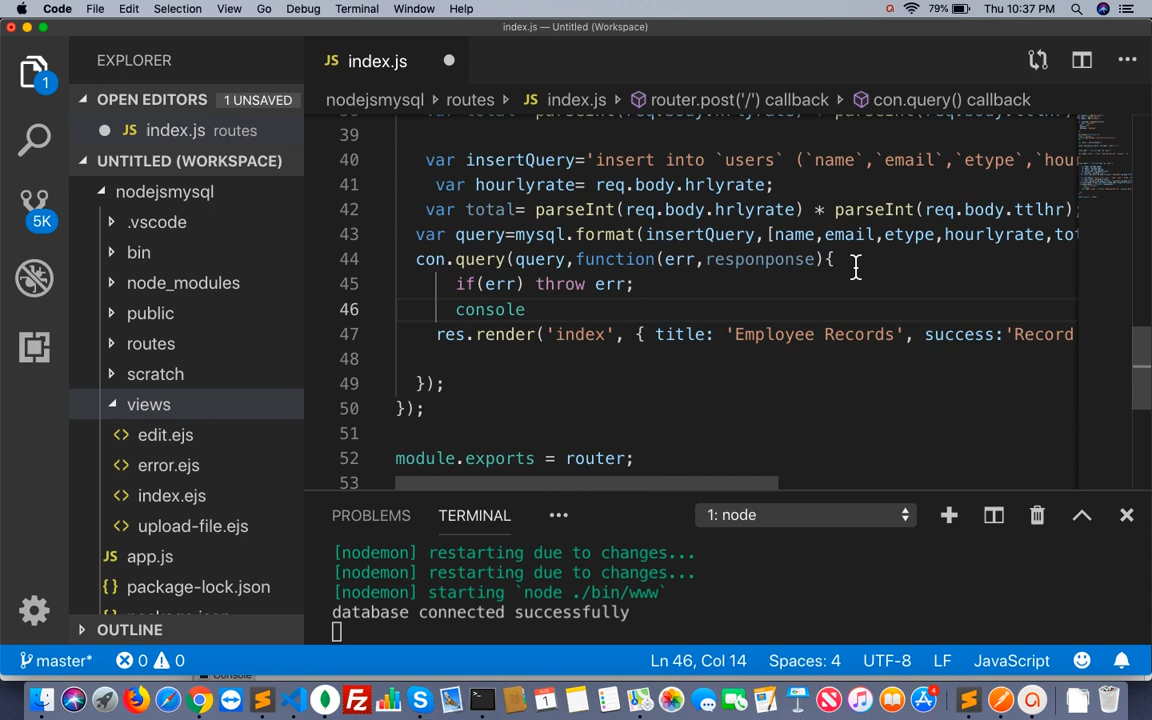 Code File Edit Selection View Go Debug Terminal Window Help 79% Thu 10:37 PM
index.js — Untitled (Workspace)
EXPLORER
JS index.js
1
OPEN EDITORS 1 UNSAVED
JS index.js routes
UNTITLED (WORKSPACE)
nodejsmysql
.vscode
5K
bin
node_modules
public
routes
scratch
views
edit.ejs
error.ejs
index.ejs
upload-file.ejs
JS app.js
{} package-lock.json
OUTLINE
nodejsmysql routes JS index.js router.post('/') callback con.query() callback
39
40 var insertQuery='insert into `users` (`name`,`email`,`etype`,`hou
41 var hourlyrate= req.body.hrlyrate;
42 var total= parseInt(req.body.hrlyrate) * parseInt(req.body.ttlhr);
43 var query=mysql.format(insertQuery,[name,email,etype,hourlyrate,tot
44 con.query(query,function(err,responponse){
45 if(err) throw err;
46 console
47 res.render('index', { title: 'Employee Records', success:'Record
48
49 });
50 });
51
52 module.exports = router;
53
PROBLEMS TERMINAL ••• 1: node
[nodemon] restarting due to changes...
[nodemon] restarting due to changes...
[nodemon] starting `node ./bin/www`
database connected successfully
master* 0 0 Ln 46, Col 14 Spaces: 4 UTF-8 LF JavaScript